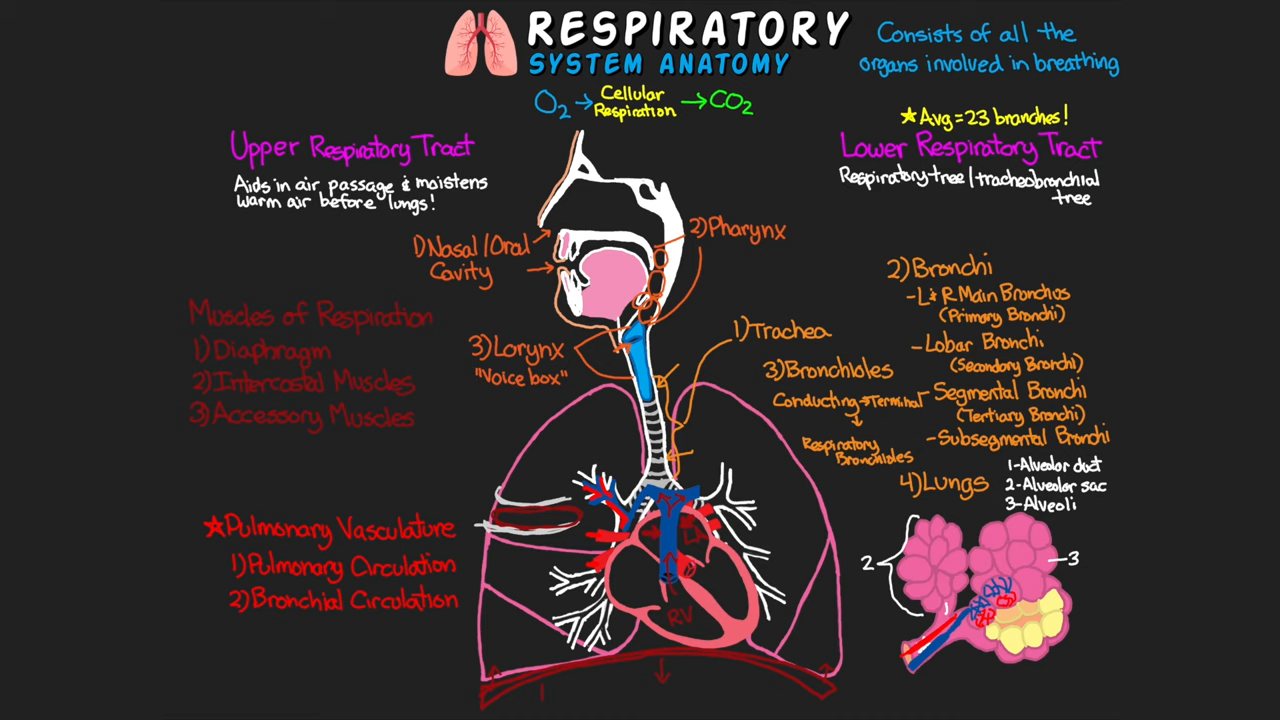 RESPIRATORY
SYSTEM ANATOMY
Consists of all the
organs involved in breathing
O2 → Cellular Respiration → CO2
Upper Respiratory Tract
Aids in air passage & moistens
warm air before lungs!
1) Nasal/Oral
Cavity
2) Pharynx
3) Lorynx
"Voice box"
Muscles of Respiration
1) Diaphragm
2) Intercostal Muscles
3) Accessory Muscles
★Pulmonary Vasculature
1) Pulmonary Circulation
2) Bronchial Circulation
★Avg=23 branches!
Lower Respiratory Tract
Respiratory tree/tracheobronchial
tree
1) Trachea
2) Bronchi
-L & R Main Bronchos
(Primary Bronchi)
-Lobar Bronchi
(Secondary Bronchi)
-Segmental Bronchi
(Tertiary Bronchi)
-Subsegmental Bronchi
3) Bronchioles
Conducting→Terminal
↓
Respiratory
Bronchioles
4) Lungs
1-Alveolar duct
2-Alveolar sac
3-Alveoli
2
3
1
LA
RV
1